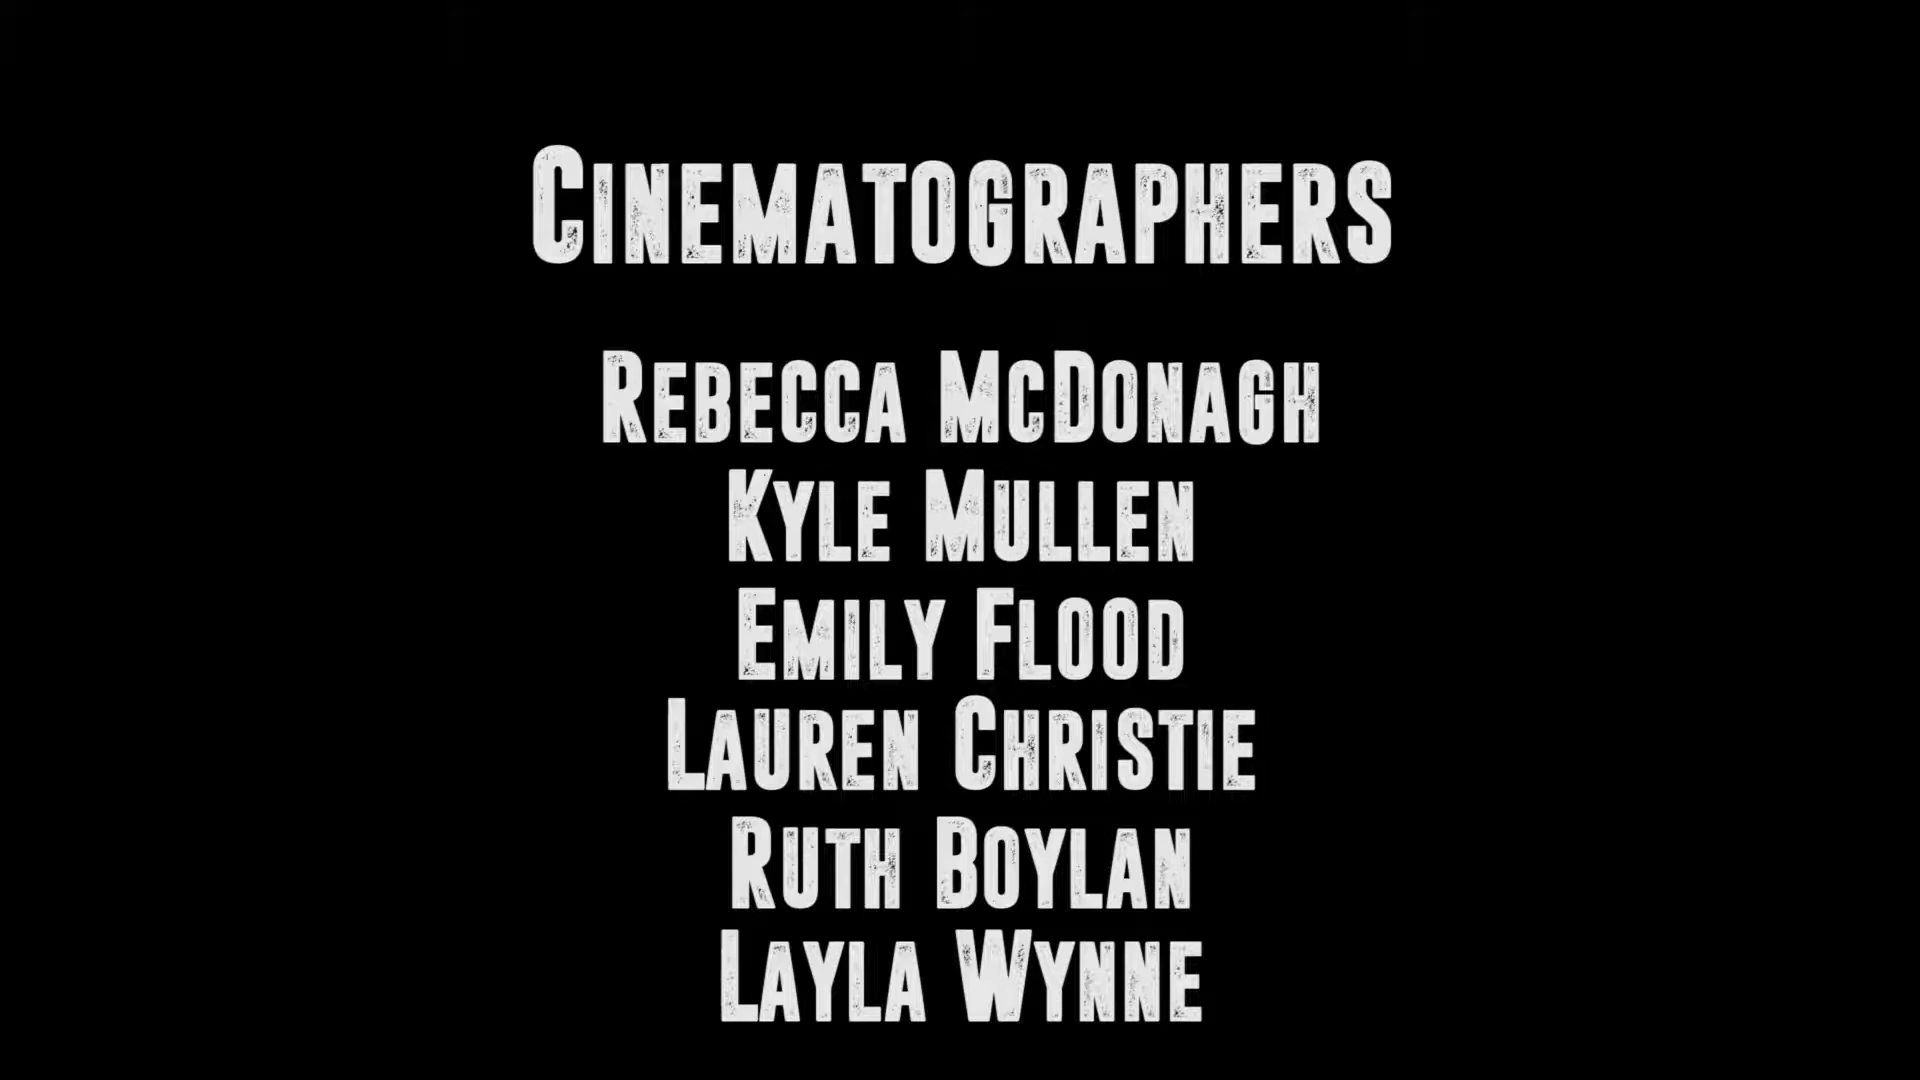 Cinematographers
Rebecca McDonagh
Kyle Mullen
Emily Flood
Lauren Christie
Ruth Boylan
Layla Wynne